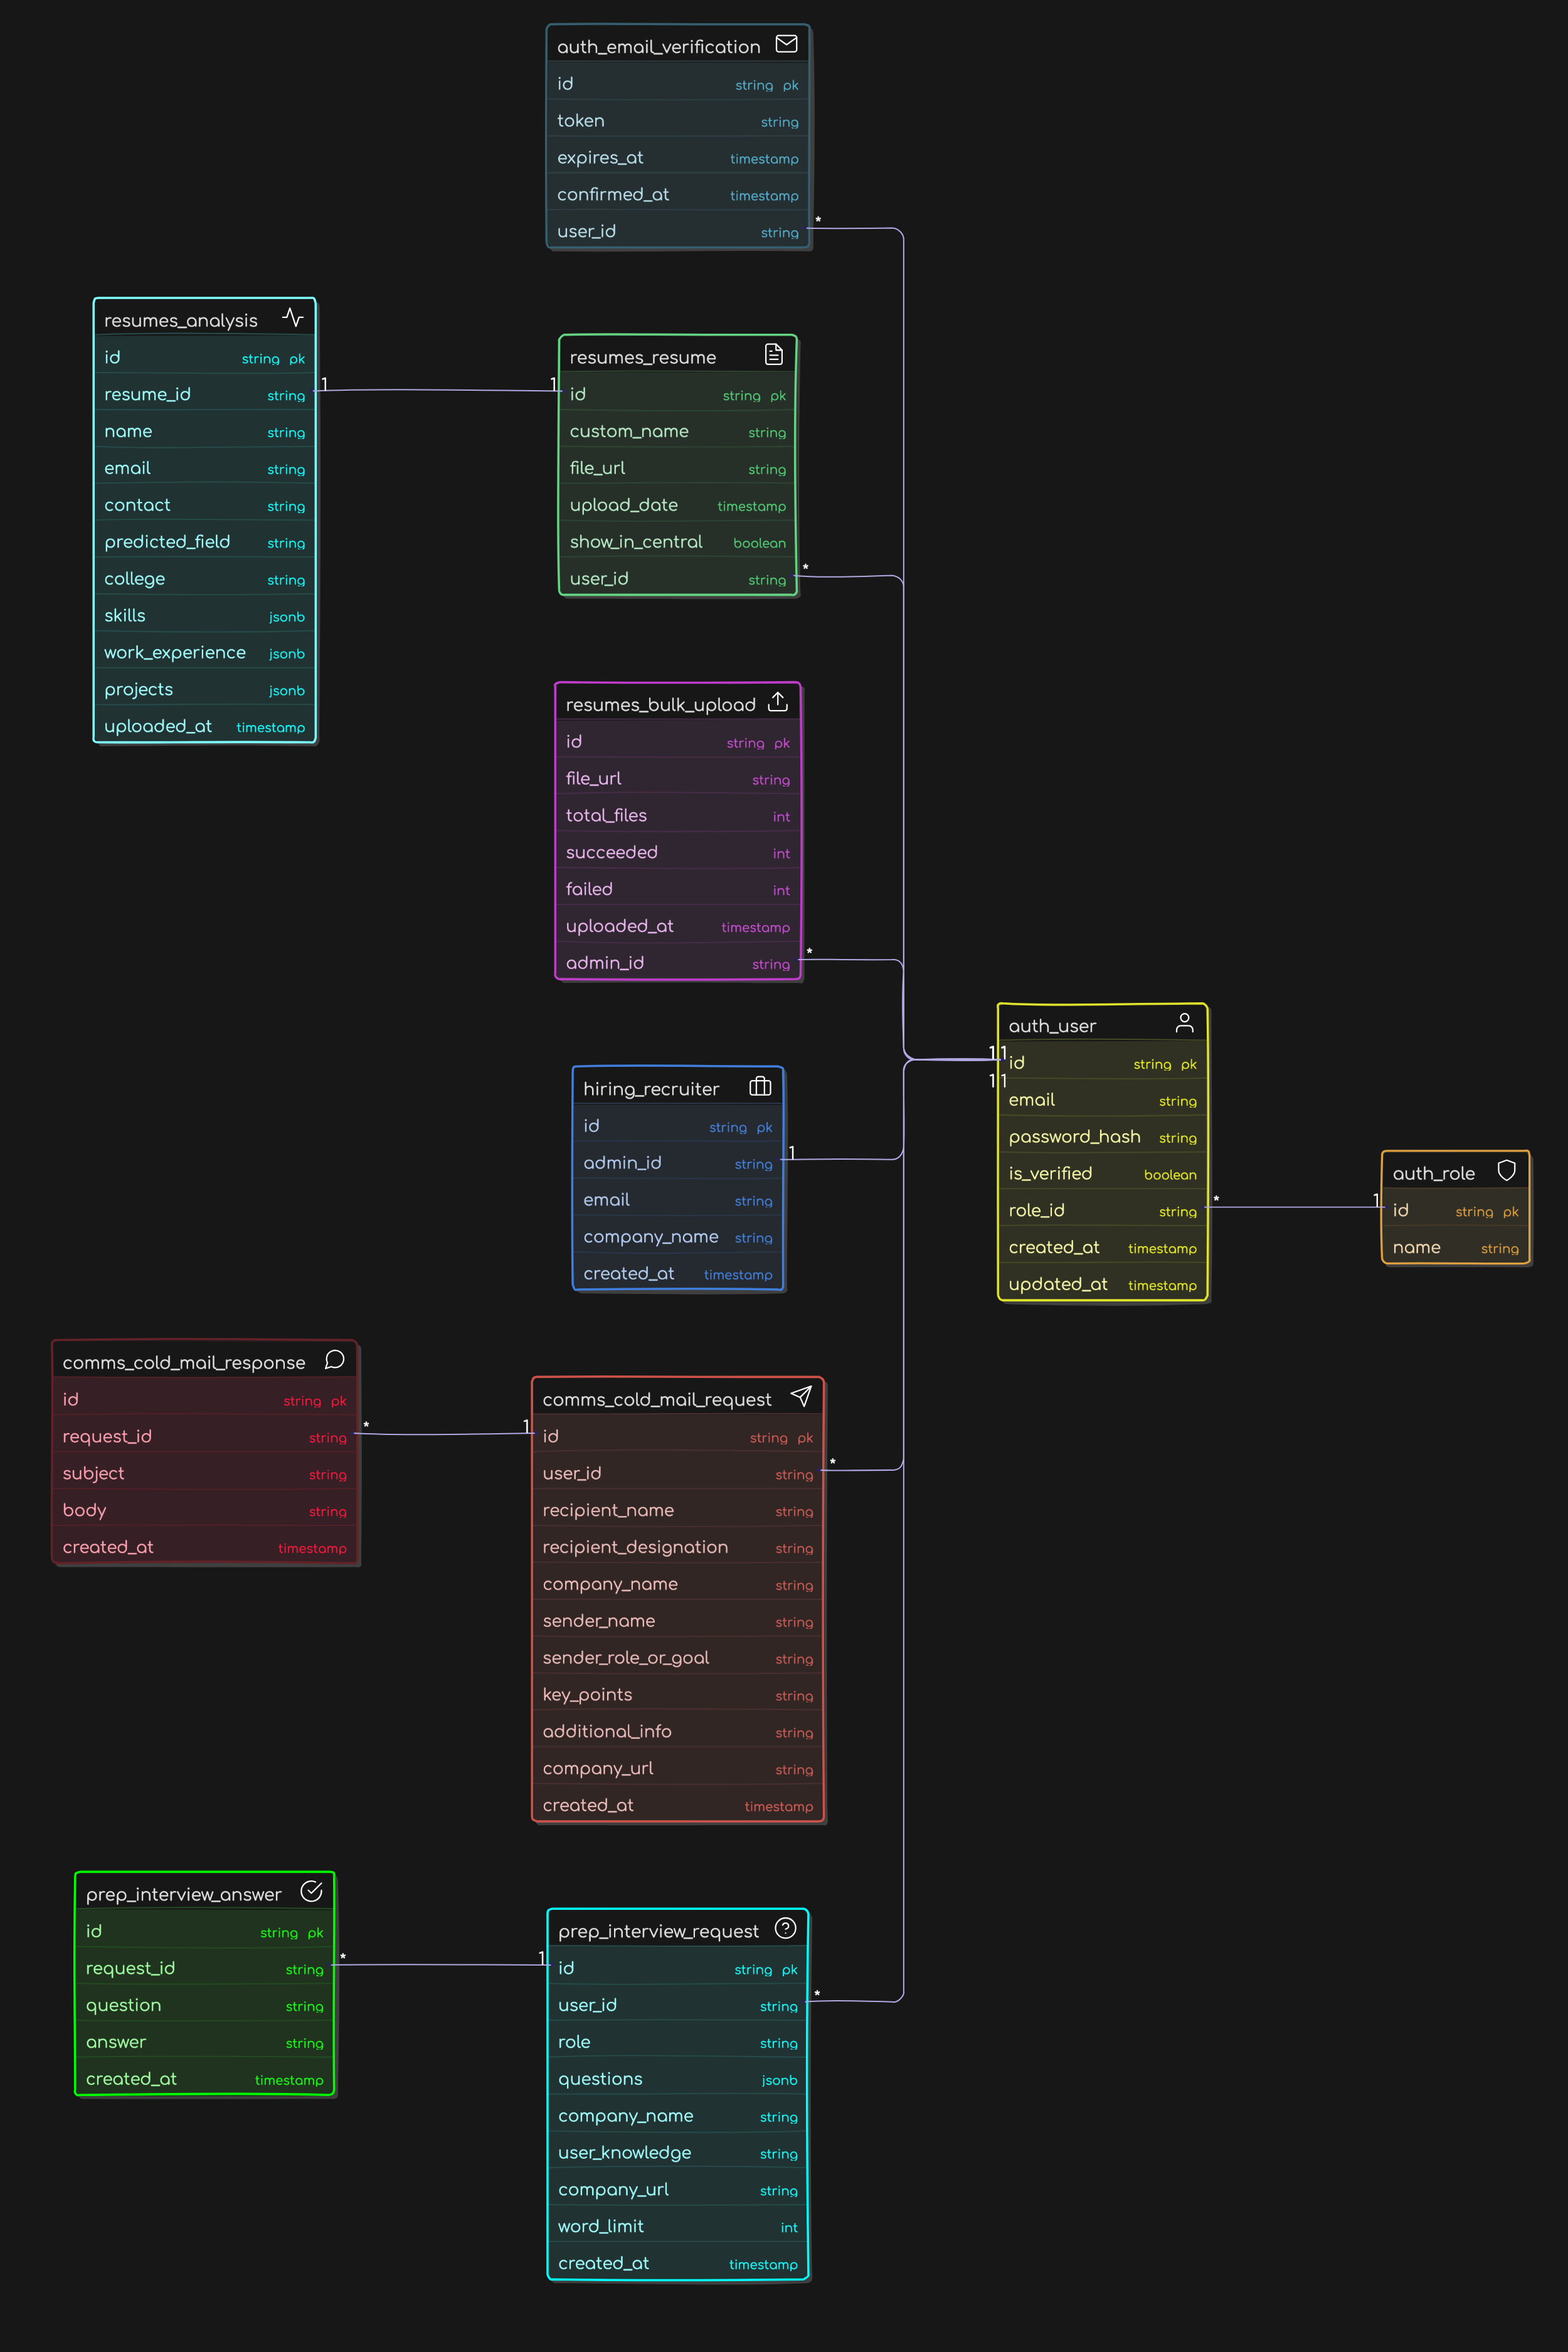 auth_email_verification
id string pk
token string
expires_at timestamp
confirmed_at timestamp
user_id string
*
resumes_analysis
id string pk
resume_id string
name string
email string
contact string
predicted_field string
college string
skills jsonb
work_experience jsonb
projects jsonb
uploaded_at timestamp
1 1
resumes_resume
id string pk
custom_name string
file_url string
upload_date timestamp
show_in_central boolean
user_id string
*
resumes_bulk_upload
id string pk
file_url string
total_files int
succeeded int
failed int
uploaded_at timestamp
admin_id string
*
hiring_recruiter
id string pk
admin_id string
email string
company_name string
created_at timestamp
1
11
11
auth_user
id string pk
email string
password_hash string
is_verified boolean
role_id string
created_at timestamp
updated_at timestamp
* 1
auth_role
id string pk
name string
comms_cold_mail_response
id string pk
request_id string
subject string
body string
created_at timestamp
* 1
comms_cold_mail_request
id string pk
user_id string
recipient_name string
recipient_designation string
company_name string
sender_name string
sender_role_or_goal string
key_points string
additional_info string
company_url string
created_at timestamp
*
prep_interview_answer
id string pk
request_id string
question string
answer string
created_at timestamp
* 1
prep_interview_request
id string pk
user_id string
role string
questions jsonb
company_name string
user_knowledge string
company_url string
word_limit int
created_at timestamp
*